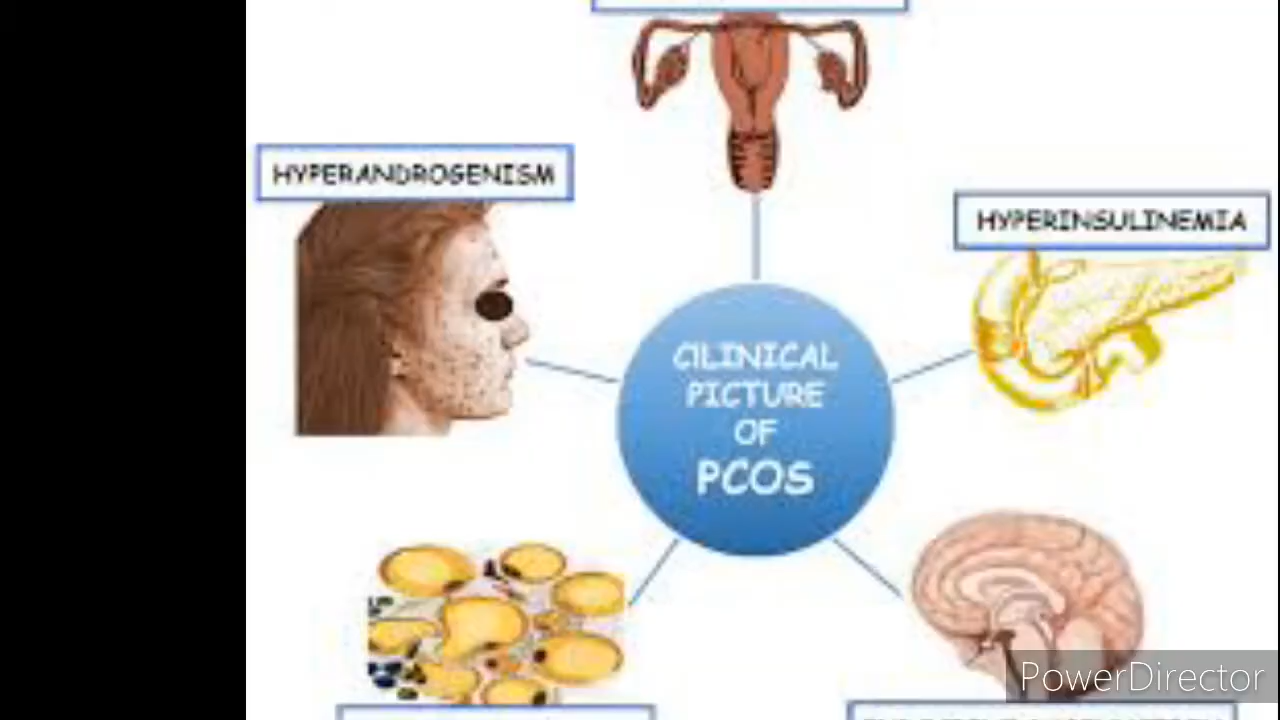 HYPERANDROGENISM
HYPERINSULINEMIA
CILINICAL
PICTURE
OF
PCOS
PowerDirector